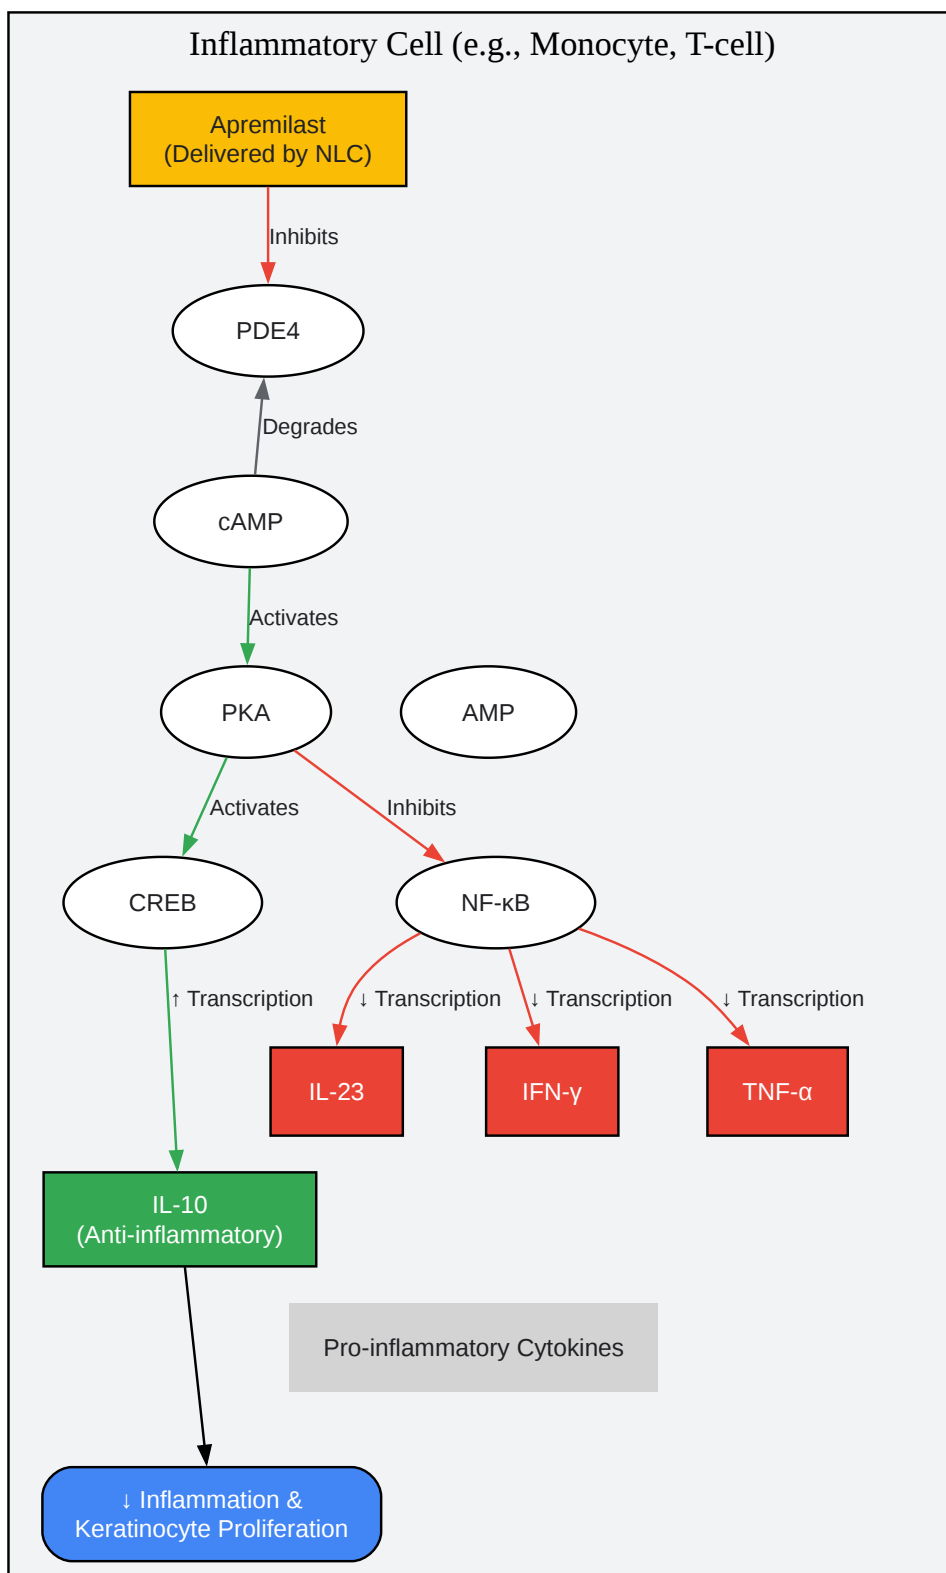 Inflammatory Cell (e.g., Monocyte, T-cell)
Apremilast
(Delivered by NLC)
Inhibits
PDE4
Degrades
cAMP
Activates
PKA
AMP
Activates
Inhibits
CREB
NF-κB
↑ Transcription
↓ Transcription
↓ Transcription
↓ Transcription
IL-23
IFN-γ
TNF-α
IL-10
(Anti-inflammatory)
Pro-inflammatory Cytokines
↓ Inflammation &
Keratinocyte Proliferation